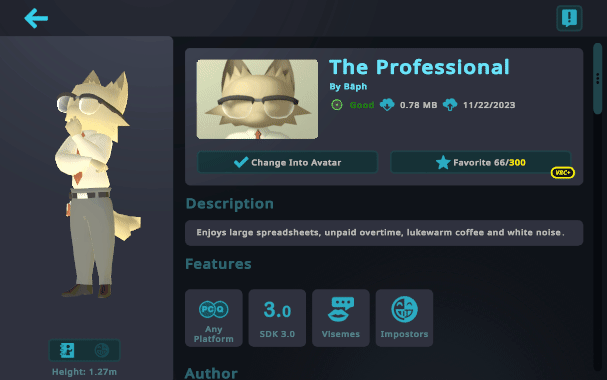 The Professional
By Bäph
Good 0.78 MB 11/22/2023
Change Into Avatar
Favorite 66/300
VRC+
Description
Enjoys large spreadsheets, unpaid overtime, lukewarm coffee and white noise.
Features
PC Q
Any Platform
3.0
SDK 3.0
Visemes
Impostors
Author
Height: 1.27m